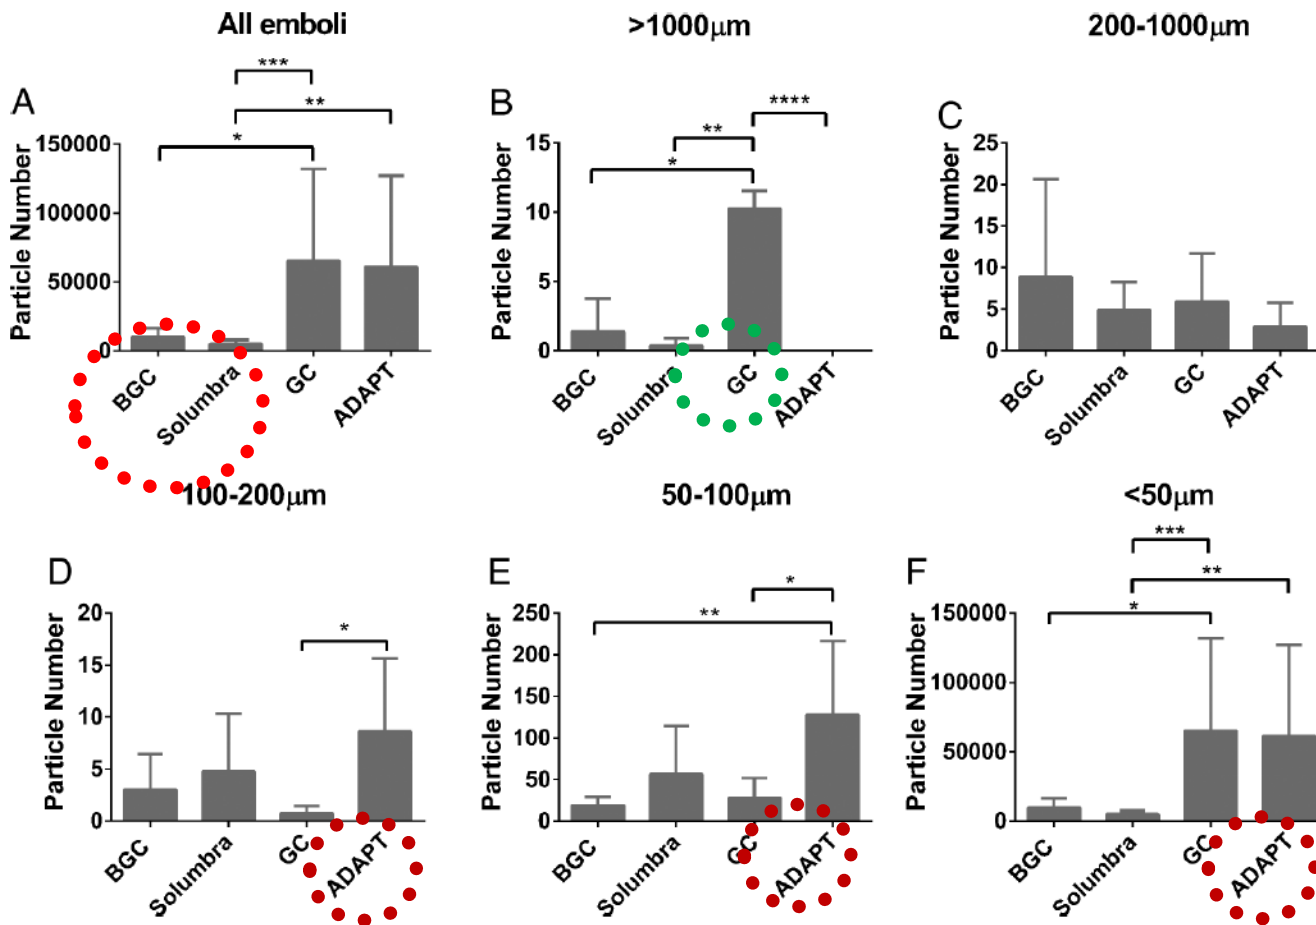 All emboli
>1000μm
200-1000μm
A
***
**
*
Particle Number
150000
100000
50000
0
BGC
Solumbra
GC
ADAPT
B
****
**
*
Particle Number
15
10
5
0
BGC
Solumbra
GC
ADAPT
C
Particle Number
25
20
15
10
5
0
BGC
Solumbra
GC
ADAPT
100-200μm
50-100μm
<50μm
D
*
Particle Number
20
15
10
5
0
BGC
Solumbra
GC
ADAPT
E
*
**
Particle Number
250
200
150
100
50
0
BGC
Solumbra
GC
ADAPT
F
***
**
*
Particle Number
150000
100000
50000
0
BGC
Solumbra
GC
ADAPT